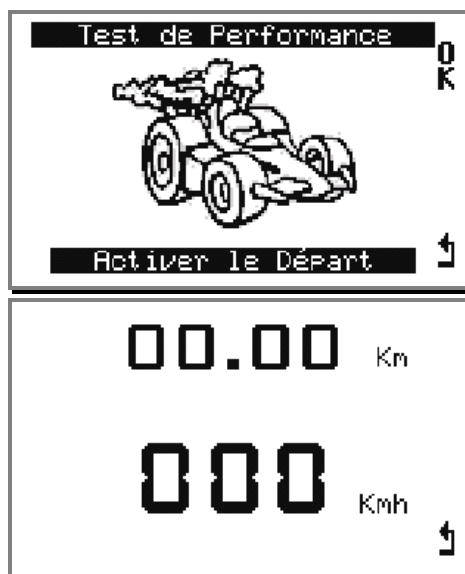 Test de Performance
OK
Activer le Départ
00.00 Km
000 Kmh